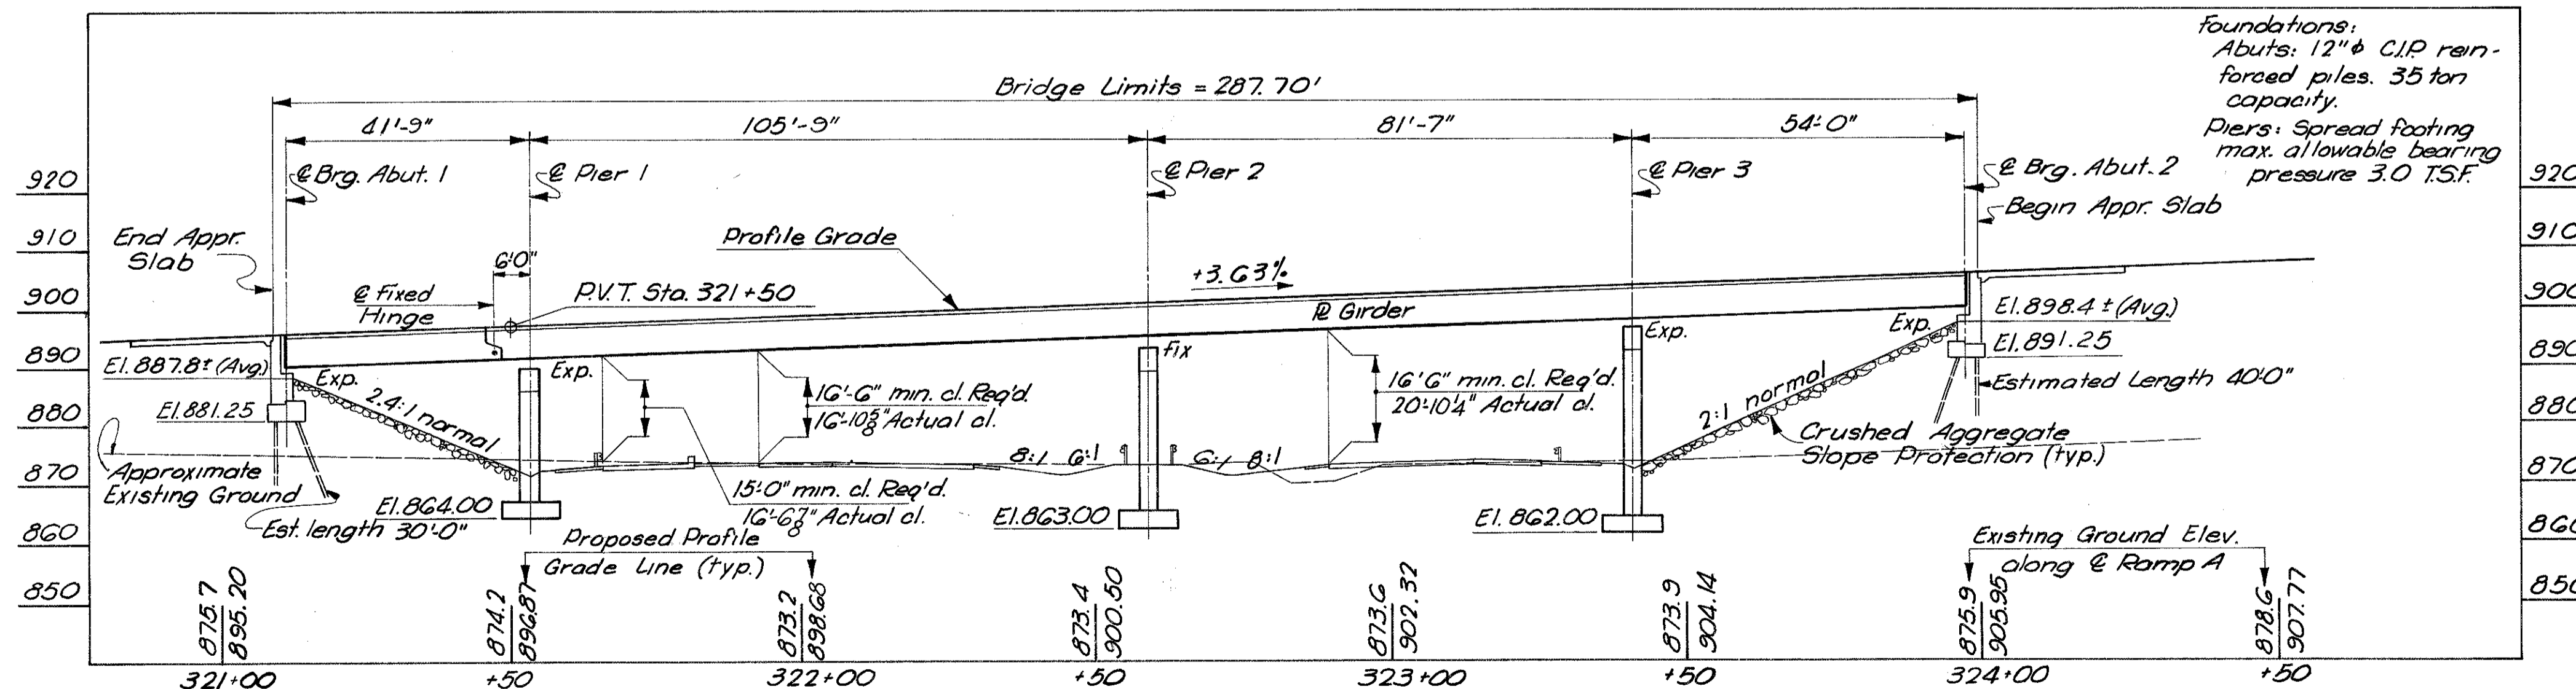 Foundations:
Abuts: 12"ϕ C.I.P. rein-
forced piles. 35 ton
capacity.
Piers: Spread footing
max. allowable bearing
pressure 3.0 T.S.F.
Bridge Limits = 287.70'
41'-9"
105'-9"
81'-7"
54'-0"
℄ Brg. Abut. 1
℄ Pier 1
℄ Pier 2
℄ Pier 3
℄ Brg. Abut. 2
Begin Appr. Slab
920
910
900
890
880
870
860
850
920
910
900
890
880
870
860
850
End Appr.
Slab
6'0"
Profile Grade
+3.63%
℄ Fixed
Hinge
P.V.T. Sta. 321+50
℞ Girder
El. 898.4 ± (Avg.)
Exp.
Exp.
Fix
El. 891.25
El. 887.8± (Avg.)
Exp.
Exp.
16'-6" min. cl. Req'd.
16'-10⅝" Actual cl.
16'6" min. cl. Req'd.
20'-10¼" Actual cl.
Estimated Length 40'0"
El. 881.25
2.4:1 normal
2:1 normal
Crushed Aggregate
Slope Protection (typ.)
Approximate
Existing Ground
8:1 6:1
6:1 8:1
15'-0" min. cl. Req'd.
16'-6⅞" Actual cl.
El. 864.00
El. 863.00
El. 862.00
Est. length 30'-0"
Proposed Profile
Grade Line (typ.)
Existing Ground Elev.
along ℄ Ramp A
875.7
895.20
874.2
896.87
873.2
898.68
873.4
900.50
873.6
902.32
873.9
904.14
875.9
905.95
878.6
907.77
321+00
+50
322+00
+50
323+00
+50
324+00
+50